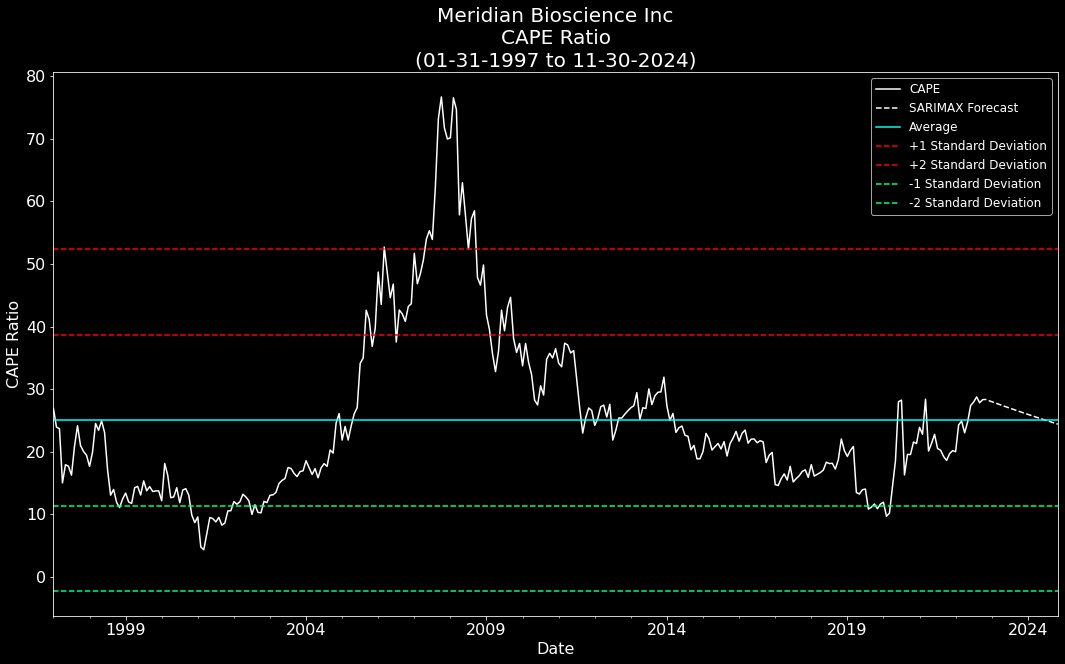 Meridian Bioscience Inc
CAPE Ratio
(01-31-1997 to 11-30-2024)
CAPE
SARIMAX Forecast
Average
+1 Standard Deviation
+2 Standard Deviation
-1 Standard Deviation
-2 Standard Deviation
CAPE Ratio
80
70
60
50
40
30
20
10
0
1999
2004
2009
2014
2019
2024
Date